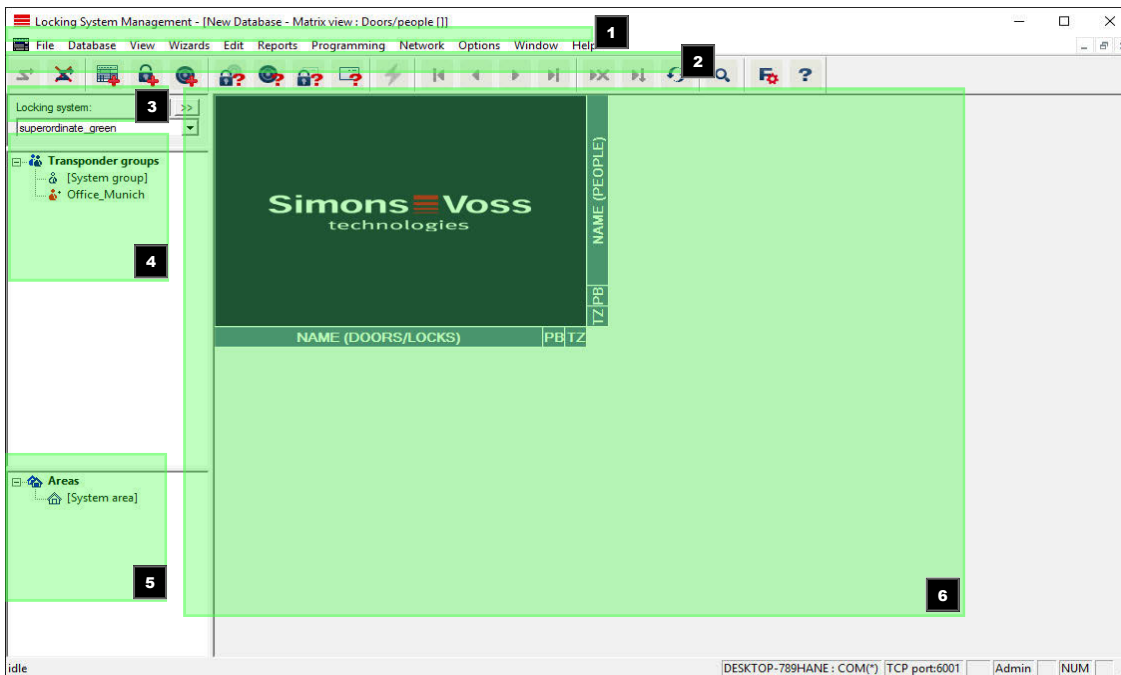 Locking System Management - [New Database - Matrix view : Doors/people []]
File Database View Wizards Edit Reports Programming Network Options Window Help
1
2
Locking system:
3
>>
superordinate_green
Transponder groups
[System group]
Office_Munich
4
Simons Voss
technologies
NAME (PEOPLE)
PB
TZ
NAME (DOORS/LOCKS) PB TZ
Areas
[System area]
5
6
idle
DESKTOP-789HANE : COM(*) TCP port:6001 Admin NUM